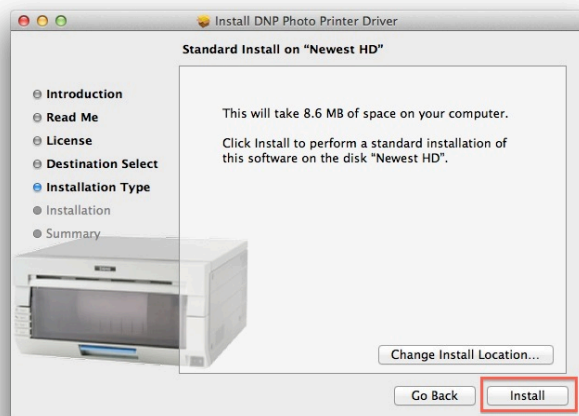 Install DNP Photo Printer Driver
Standard Install on “Newest HD”
Introduction
Read Me
License
Destination Select
Installation Type
Installation
Summary
This will take 8.6 MB of space on your computer.
Click Install to perform a standard installation of
this software on the disk “Newest HD”.
Change Install Location...
Go Back
Install